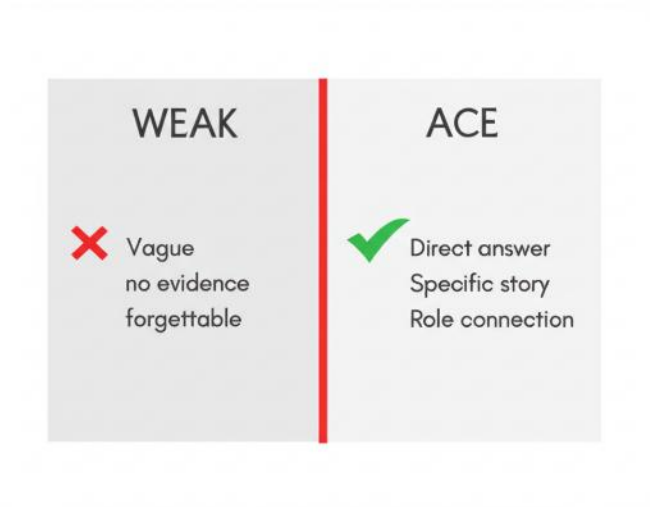 WEAK
Vague
no evidence
forgettable
ACE
Direct answer
Specific story
Role connection